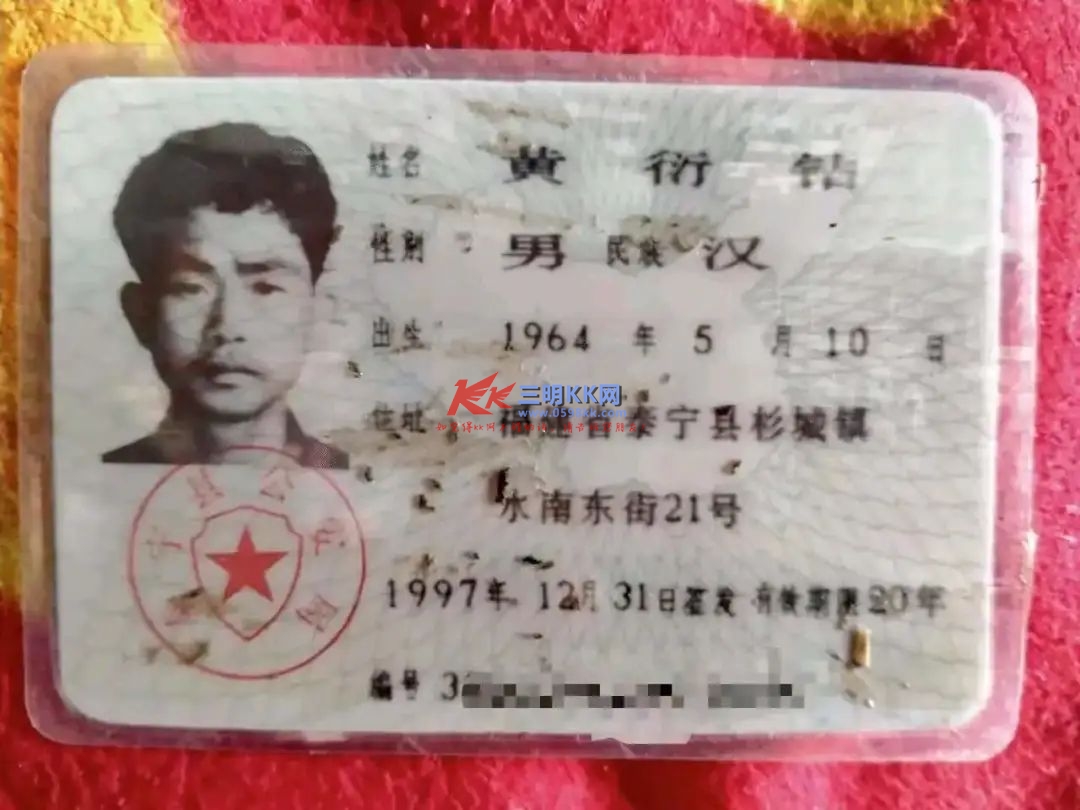 姓名 黄衍钻
性别 男 民族 汉
出生 1964 年 5 月 10 日
KK 三明KK网
住址 福建省泰宁县杉城镇
水南东街21号
1997年 12月 31日签发 有效期限20年
编号 3